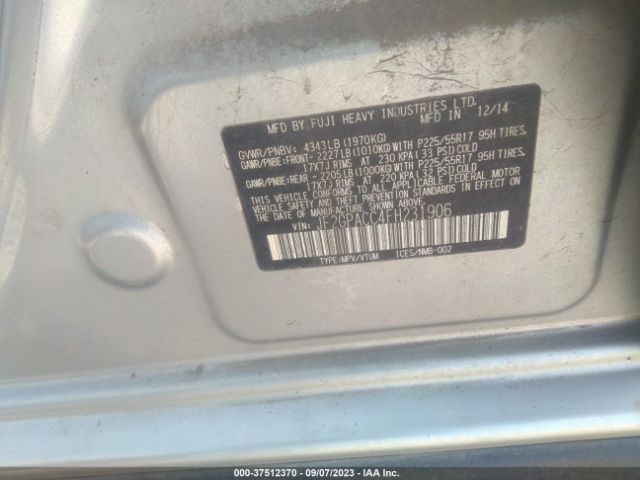 MFD BY FUJI HEAVY INDUSTRIES LTD.
MFD IN 12/14
GVWR/PNBV: 4343LB (1970KG)
GAWR/PNBE:FRONT- 2227LB(1010KG)WITH P225/55R17 95H TIRES,
17X7J RIMS AT 230 KPA(33 PSI)COLD
GAWR/PNBE:REAR -2205LB(1000KG)WITH P225/55R17 95H TIRES,
17X7J RIMS AT 220 KPA(32 PSI)COLD
THIS VEHICLE CONFORMS TO ALL APPLICABLE FEDERAL MOTOR
VEHICLE SAFETY AND THEFT PREVENTION STANDARDS IN EFFECT
ON THE DATE OF MANUFACTURE SHOWN ABOVE.
VIN: JF2GPACC4FH231906
TYPE:MPV/VTUM ICES/NMB-002
000-37512370 - 09/07/2023 - IAA Inc.